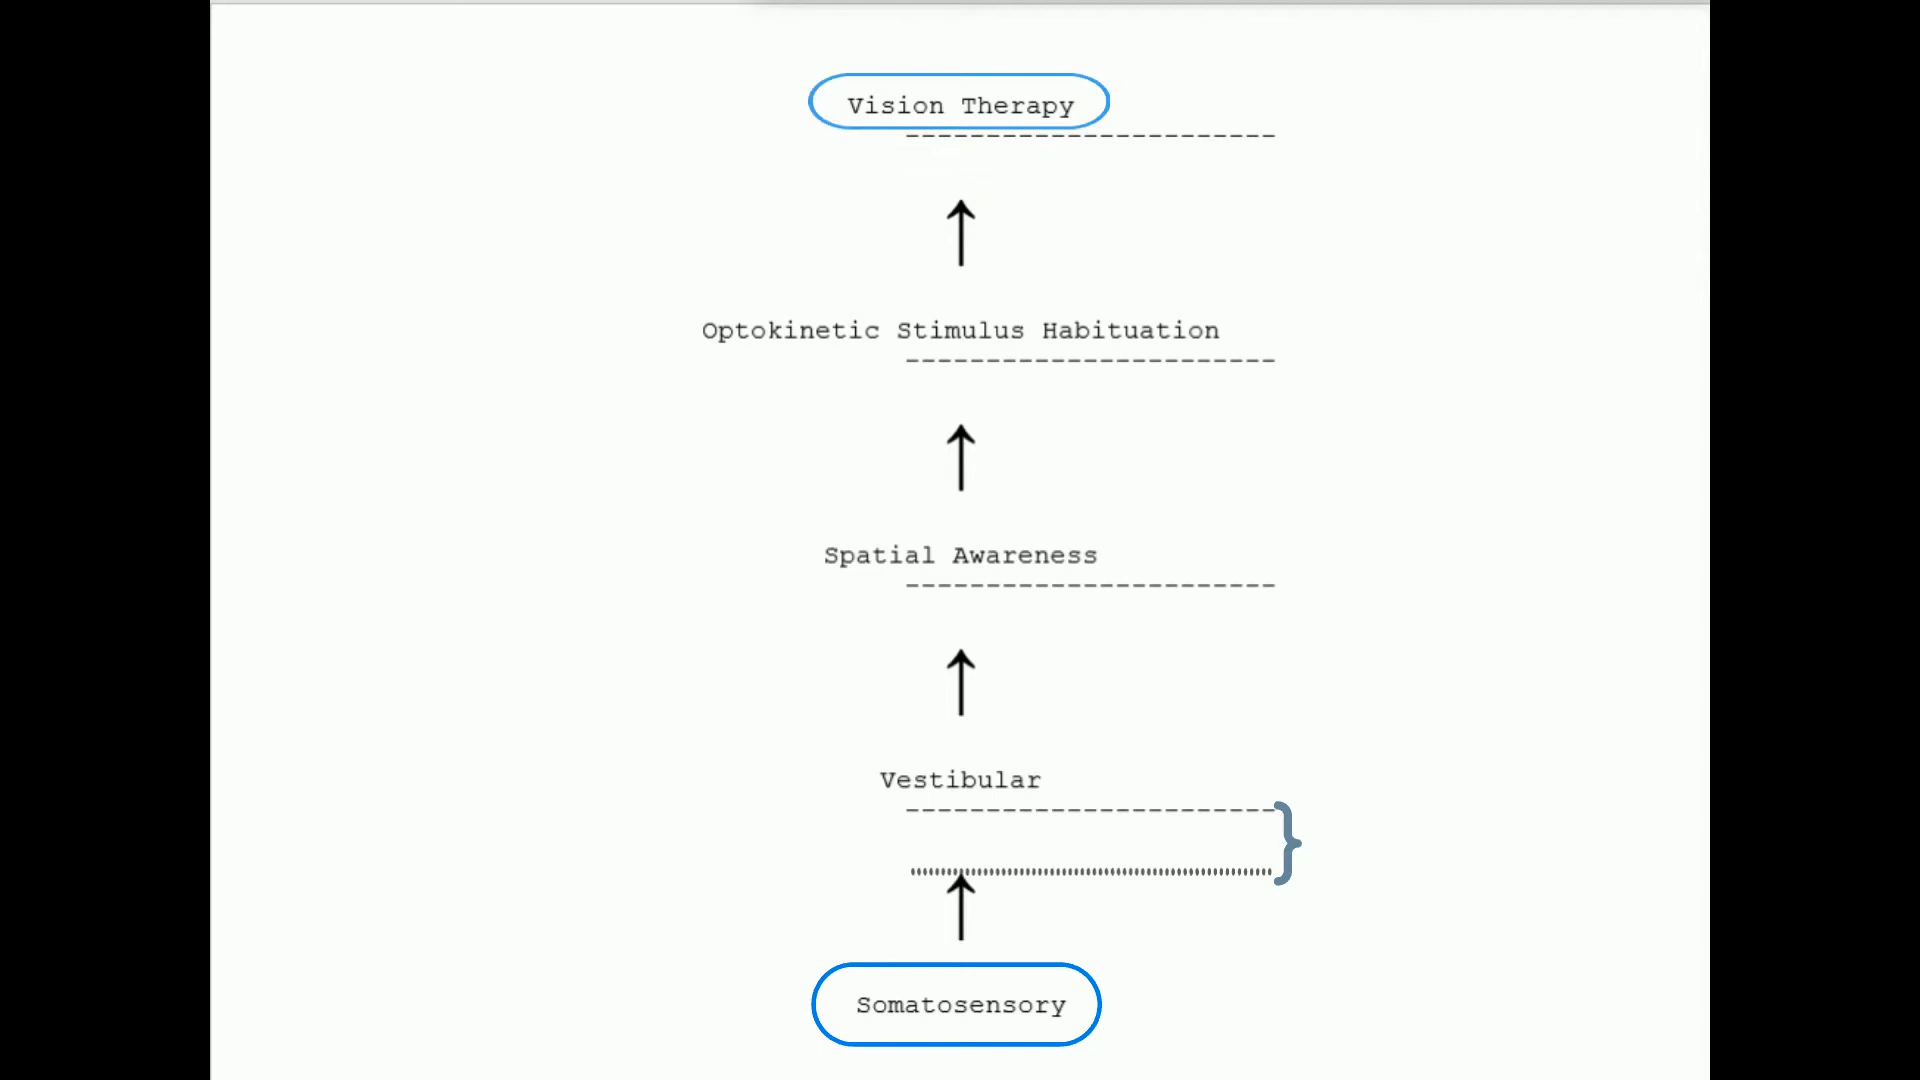 Vision Therapy
Optokinetic Stimulus Habituation
Spatial Awareness
Vestibular
Somatosensory